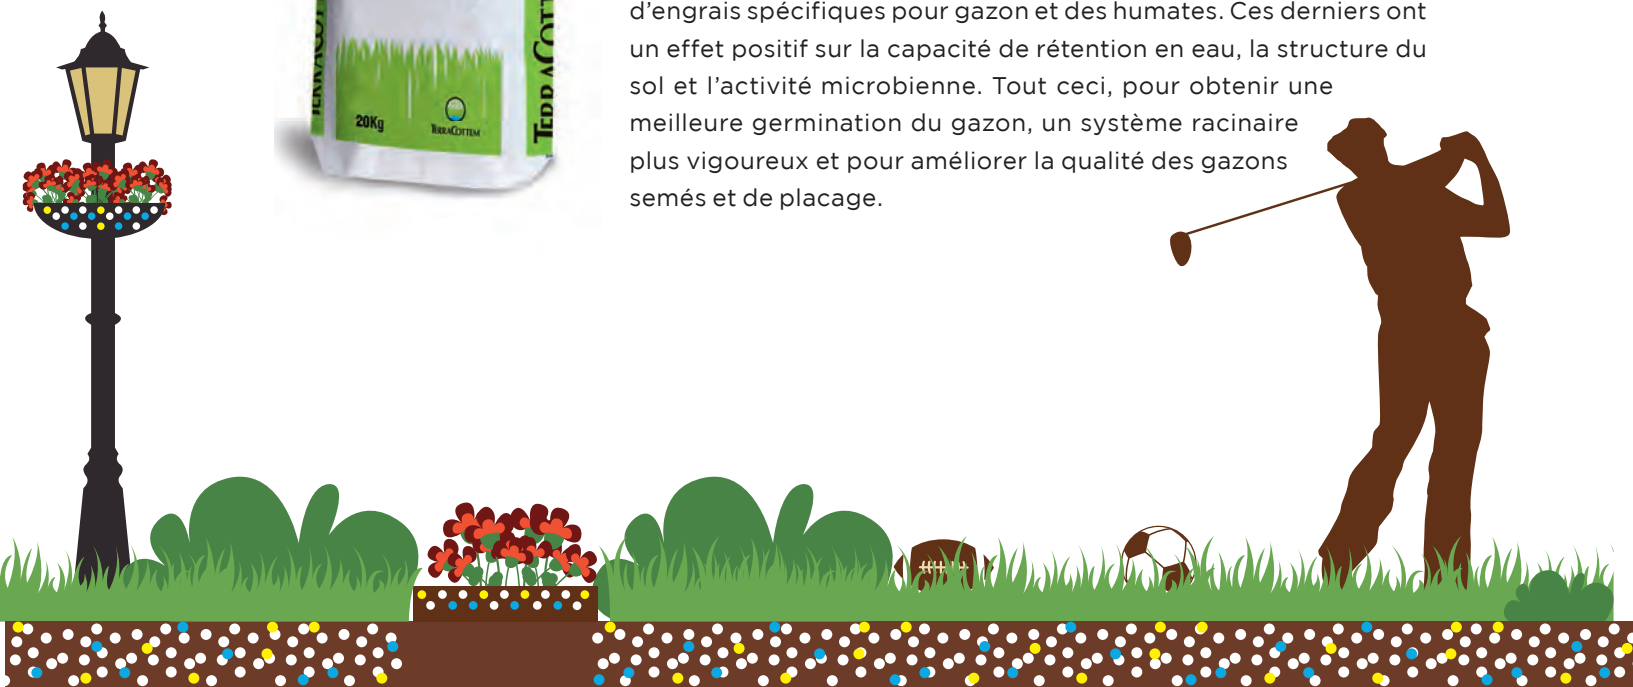 d’engrais spécifiques pour gazon et des humates. Ces derniers ont
un effet positif sur la capacité de rétention en eau, la structure du
sol et l’activité microbienne. Tout ceci, pour obtenir une
meilleure germination du gazon, un système racinaire
plus vigoureux et pour améliorer la qualité des gazons
semés et de placage.
20Kg
TERRACOTTEM